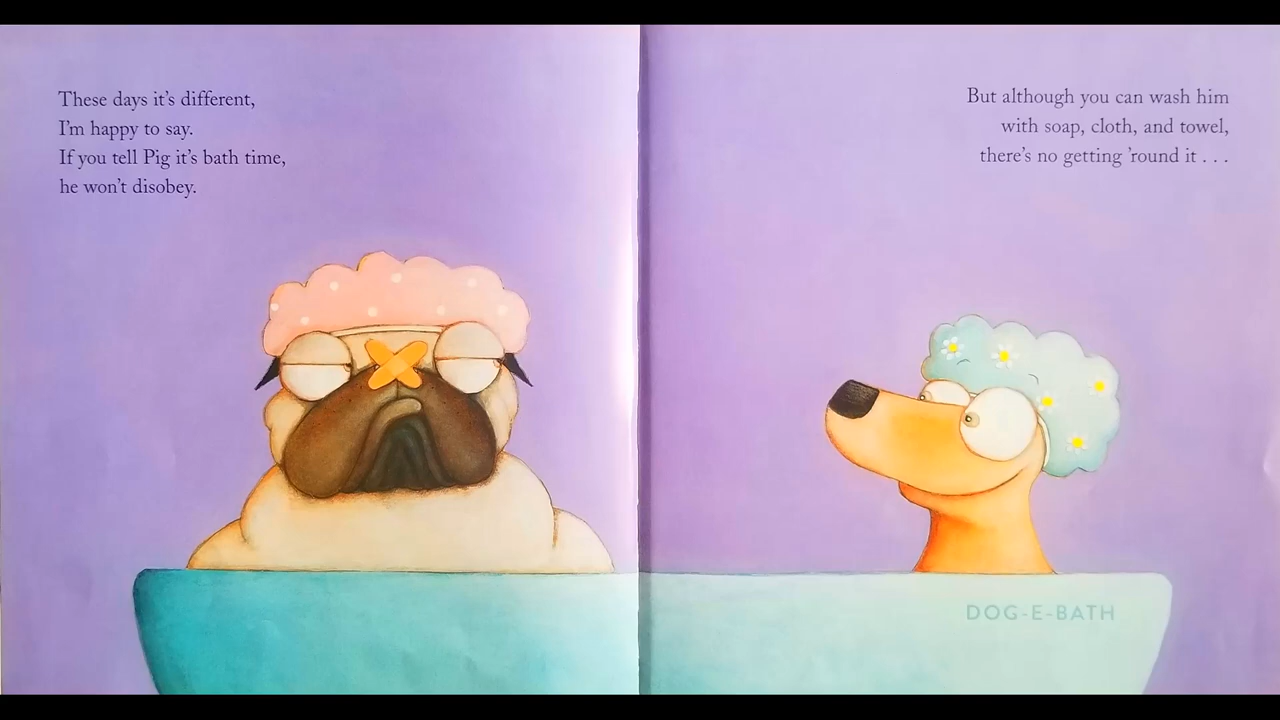 These days it’s different,
I’m happy to say.
If you tell Pig it’s bath time,
he won’t disobey.
But although you can wash him
with soap, cloth, and towel,
there’s no getting ’round it . . .
DOG-E-BATH